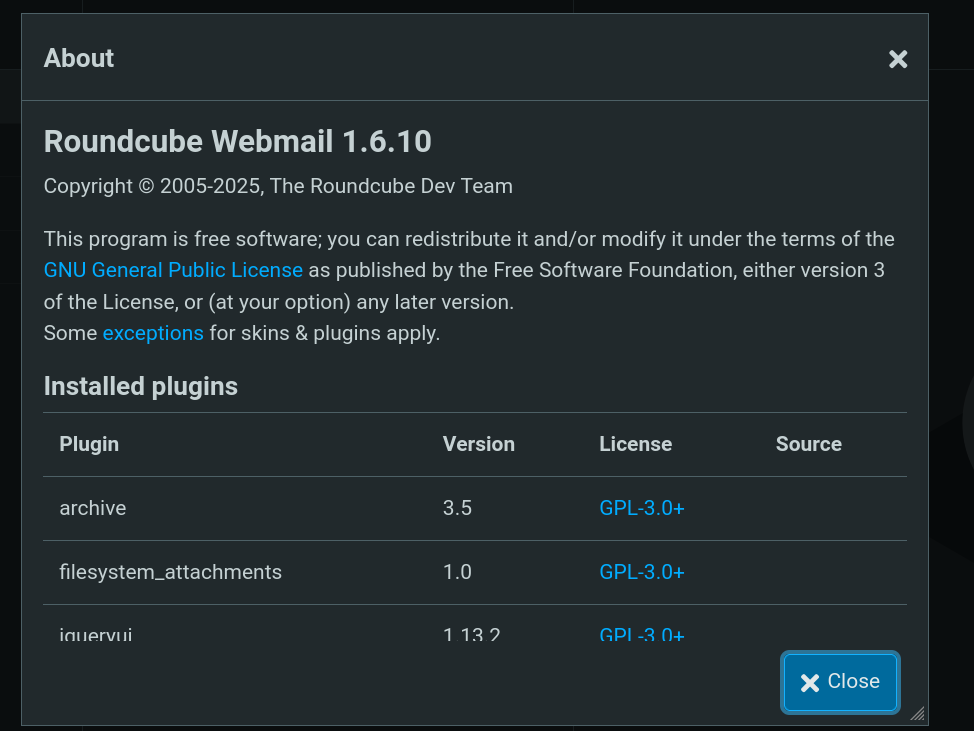 About
Roundcube Webmail 1.6.10
Copyright © 2005-2025, The Roundcube Dev Team
This program is free software; you can redistribute it and/or modify it under the terms of the
GNU General Public License as published by the Free Software Foundation, either version 3
of the License, or (at your option) any later version.
Some exceptions for skins & plugins apply.
Installed plugins
Plugin Version License Source
archive 3.5 GPL-3.0+
filesystem_attachments 1.0 GPL-3.0+
jqueryui 1.13.2 GPL-3.0+
Close